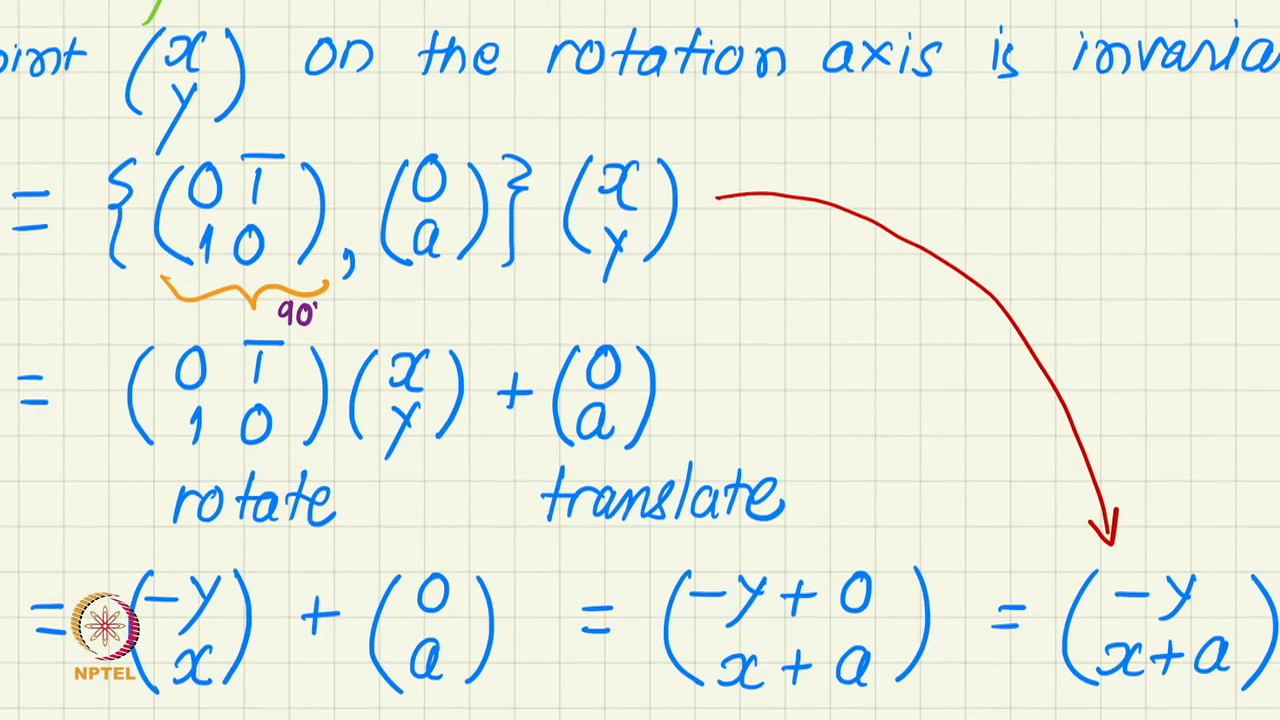 oint (x y) on the rotation axis is invaria
= {(0 1̅ 1 0), (0 a)} (x y)
90°
= (0 1̅ 1 0)(x y) + (0 a)
rotate translate
= (-y x) + (0 a) = (-y + 0 x + a) = (-y x + a)
NPTEL